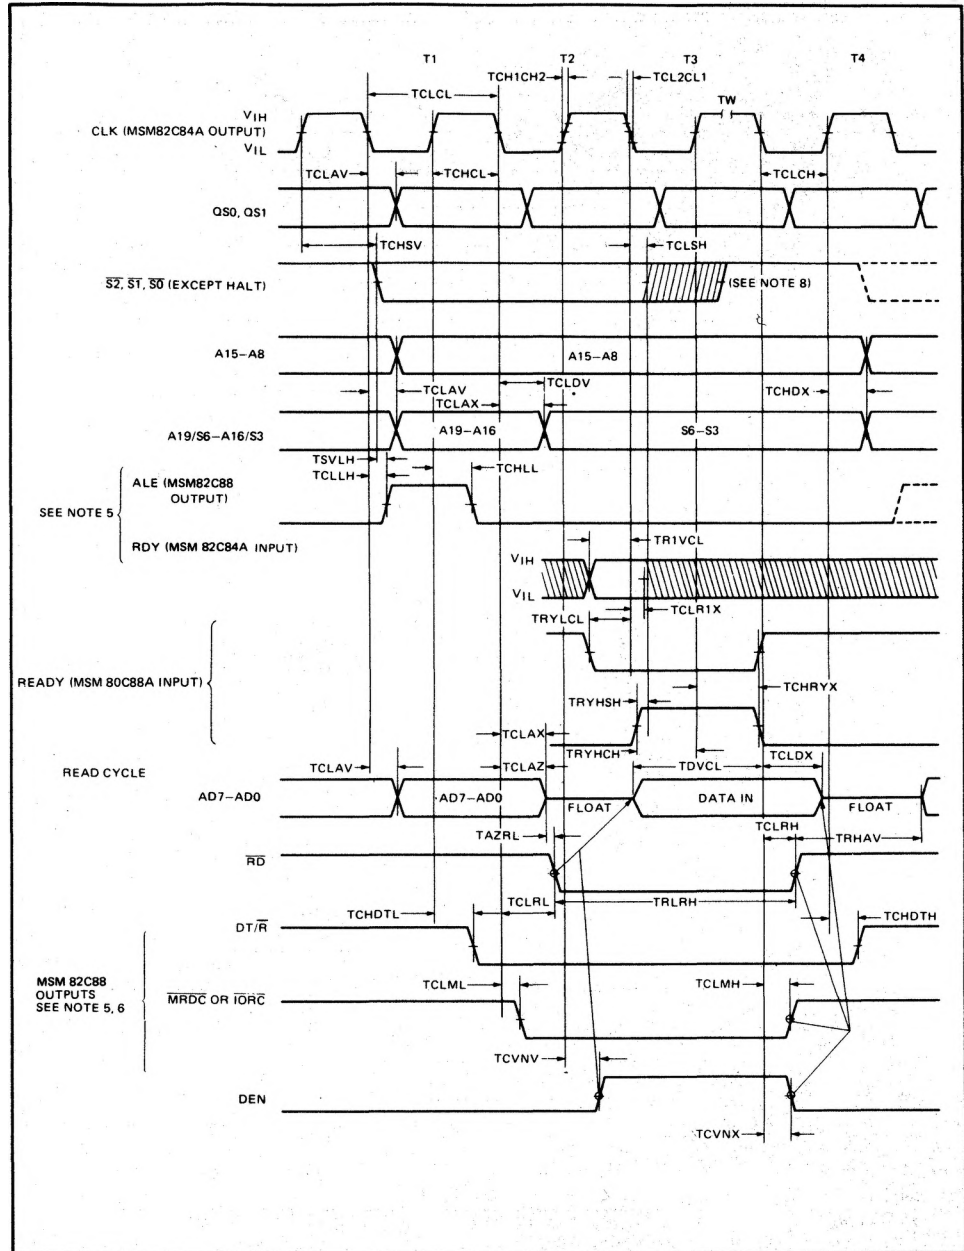 T1 T2 T3 T4
TCH1CH2 TCL2CL1
TCLCL TW
VIH
CLK (MSM82C84A OUTPUT)
VIL
TCLAV TCHCL TCLCH
QS0, QS1
TCHSV TCLSH
S2, S1, S0 (EXCEPT HALT) (SEE NOTE 8)
A15–A8 A15–A8
TCLDV
TCLAV TCHDX
TCLAX
A19/S6–A16/S3 A19–A16 S6–S3
TSVLH TCHLL
TCLLH
ALE (MSM82C88
OUTPUT)
SEE NOTE 5
RDY (MSM 82C84A INPUT) TR1VCL
VIH
VIL
TCLR1X
TRYLCL
READY (MSM 80C88A INPUT)
TCHRYX
TRYHSH
TCLAX
TRYHCH
READ CYCLE TCLAV TCLAZ TDVCL TCLDX
AD7–AD0 AD7–AD0 FLOAT DATA IN FLOAT
TCLRH
TAZRL TRHAV
RD
TCLRL TRLRH
TCHDTL TCHDTH
DT/R
MSM 82C88
OUTPUTS
SEE NOTE 5, 6
TCLML TCLMH
MRDC OR IORC
TCVNV
DEN
TCVNX